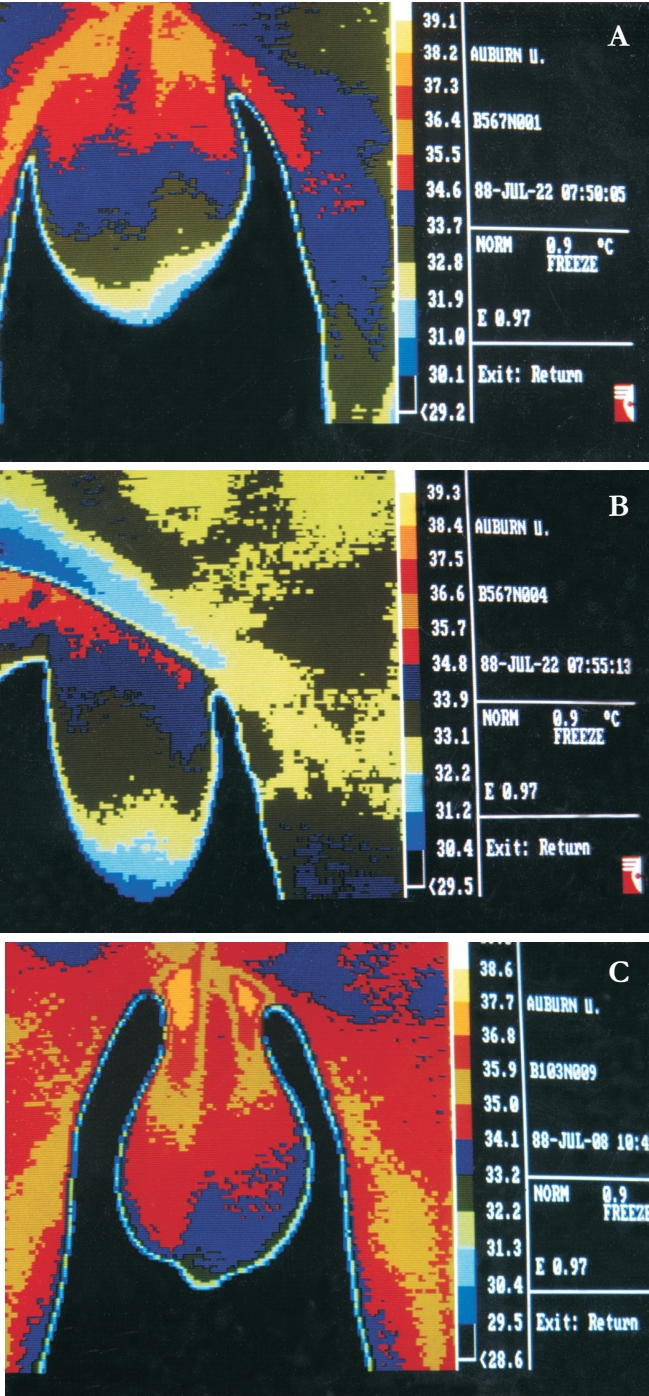 A
39.1
38.2
37.3
36.4
35.5
34.6
33.7
32.8
31.9
31.0
30.1
<29.2
AUBURN U.
B567N001
88-JUL-22 07:50:05
NORM 0.9 °C
FREEZE
E 0.97
Exit: Return
B
39.3
38.4
37.5
36.6
35.7
34.8
33.9
33.1
32.2
31.2
30.4
<29.5
AUBURN U.
B567N004
88-JUL-22 07:55:13
NORM 0.9 °C
FREEZE
E 0.97
Exit: Return
C
38.6
37.7
36.8
35.9
35.0
34.1
33.2
32.2
31.3
30.4
29.5
<28.6
AUBURN U.
B103N009
88-JUL-08 10:4
NORM 0.9
FREEZE
E 0.97
Exit: Return